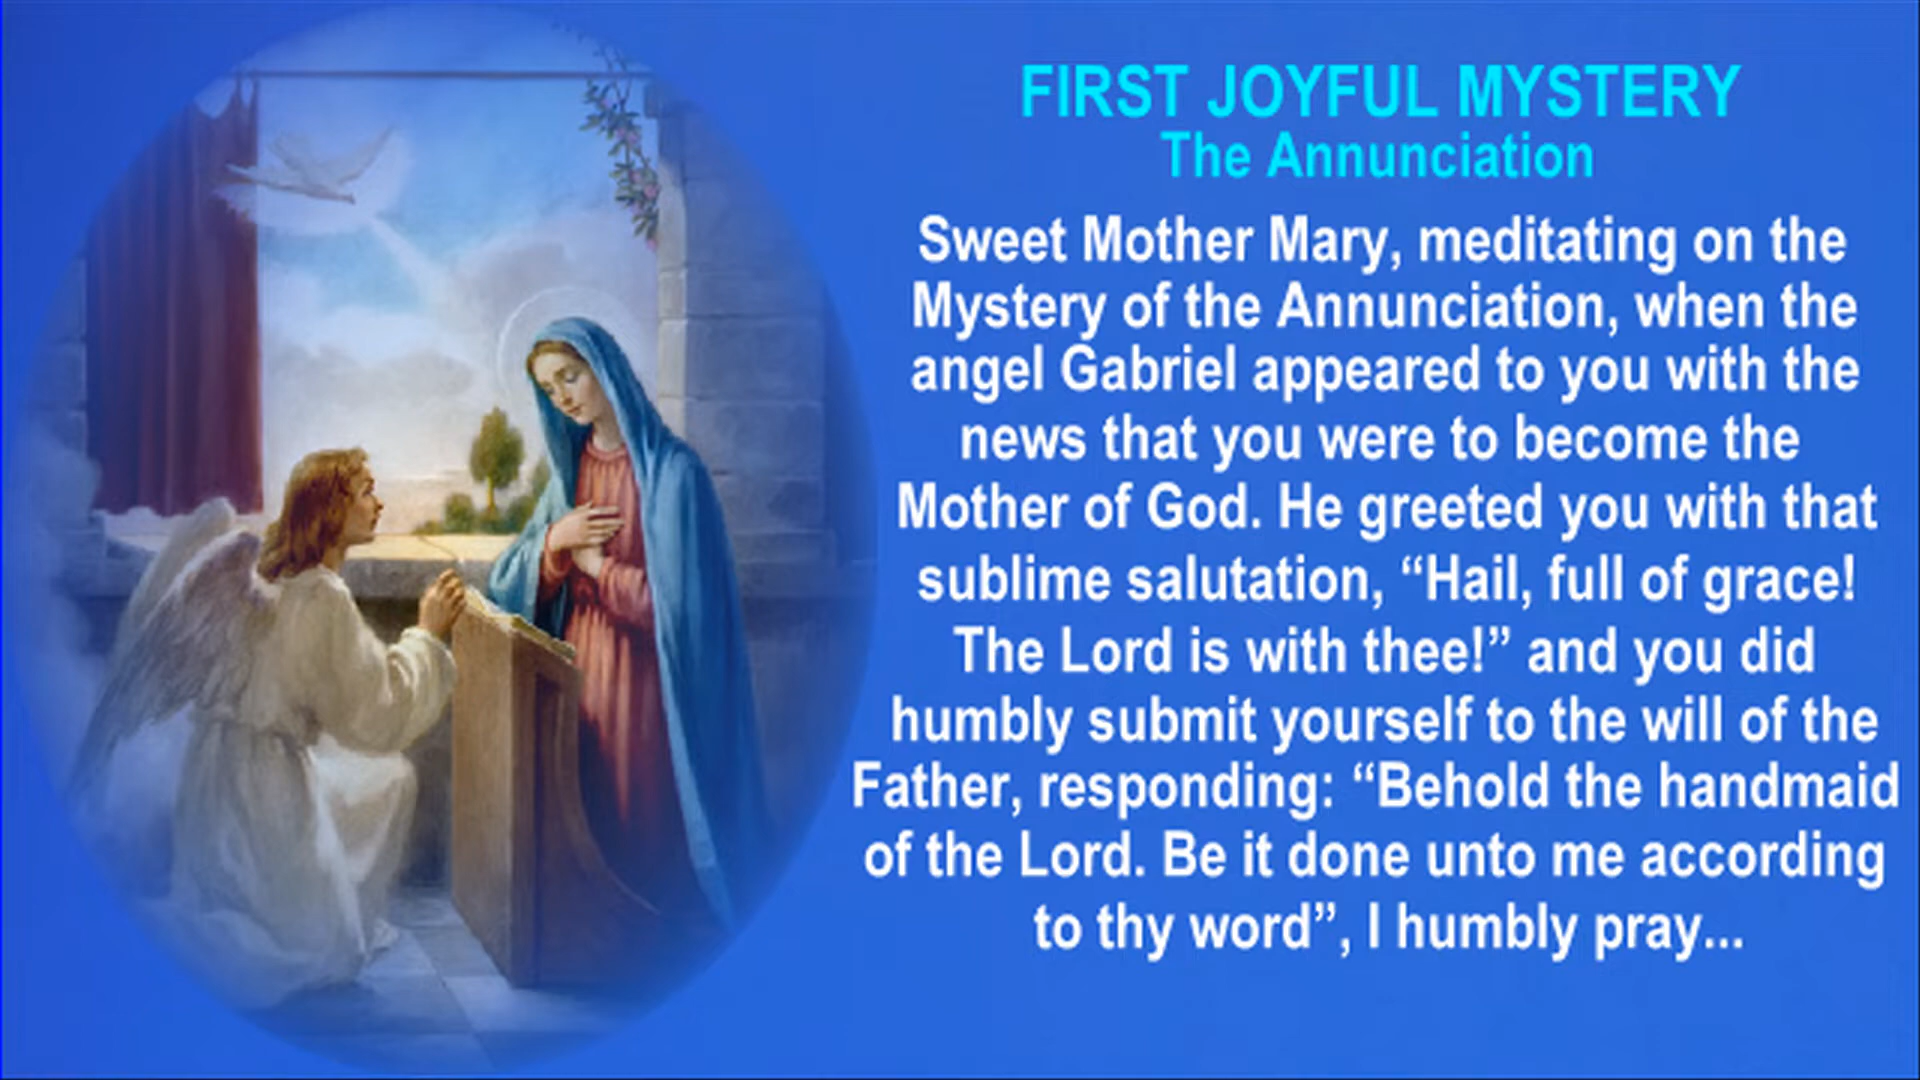 FIRST JOYFUL MYSTERY
The Annunciation
Sweet Mother Mary, meditating on the
Mystery of the Annunciation, when the
angel Gabriel appeared to you with the
news that you were to become the
Mother of God. He greeted you with that
sublime salutation, “Hail, full of grace!
The Lord is with thee!” and you did
humbly submit yourself to the will of the
Father, responding: “Behold the handmaid
of the Lord. Be it done unto me according
to thy word”, I humbly pray...